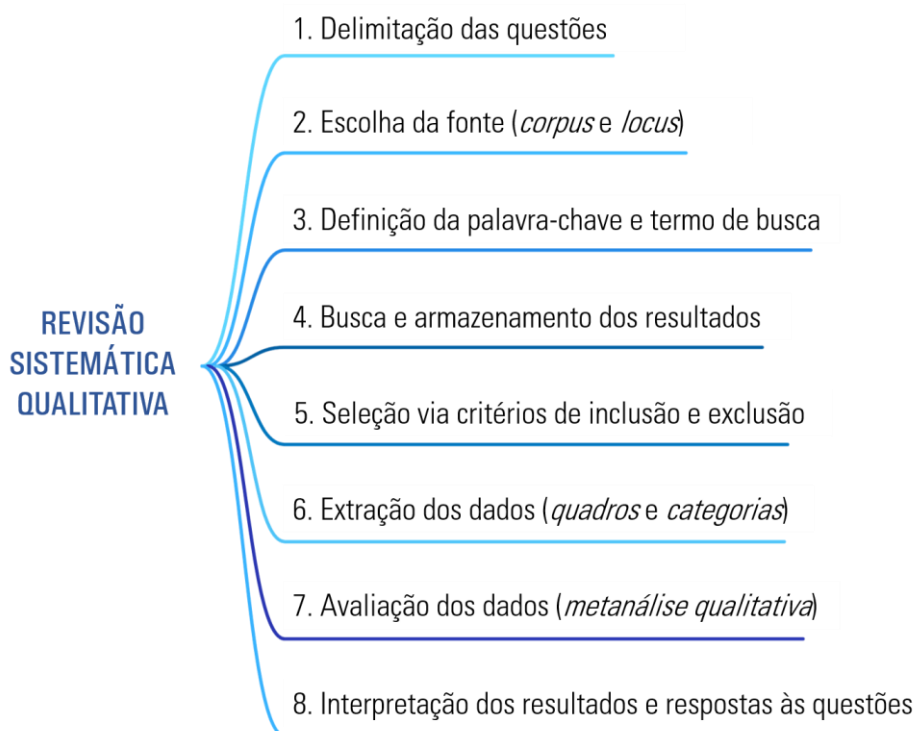 1. Delimitação das questões
2. Escolha da fonte (corpus e locus)
3. Definição da palavra-chave e termo de busca
4. Busca e armazenamento dos resultados
REVISÃO
SISTEMÁTICA
QUALITATIVA
5. Seleção via critérios de inclusão e exclusão
6. Extração dos dados (quadros e categorias)
7. Avaliação dos dados (metanálise qualitativa)
8. Interpretação dos resultados e respostas às questões